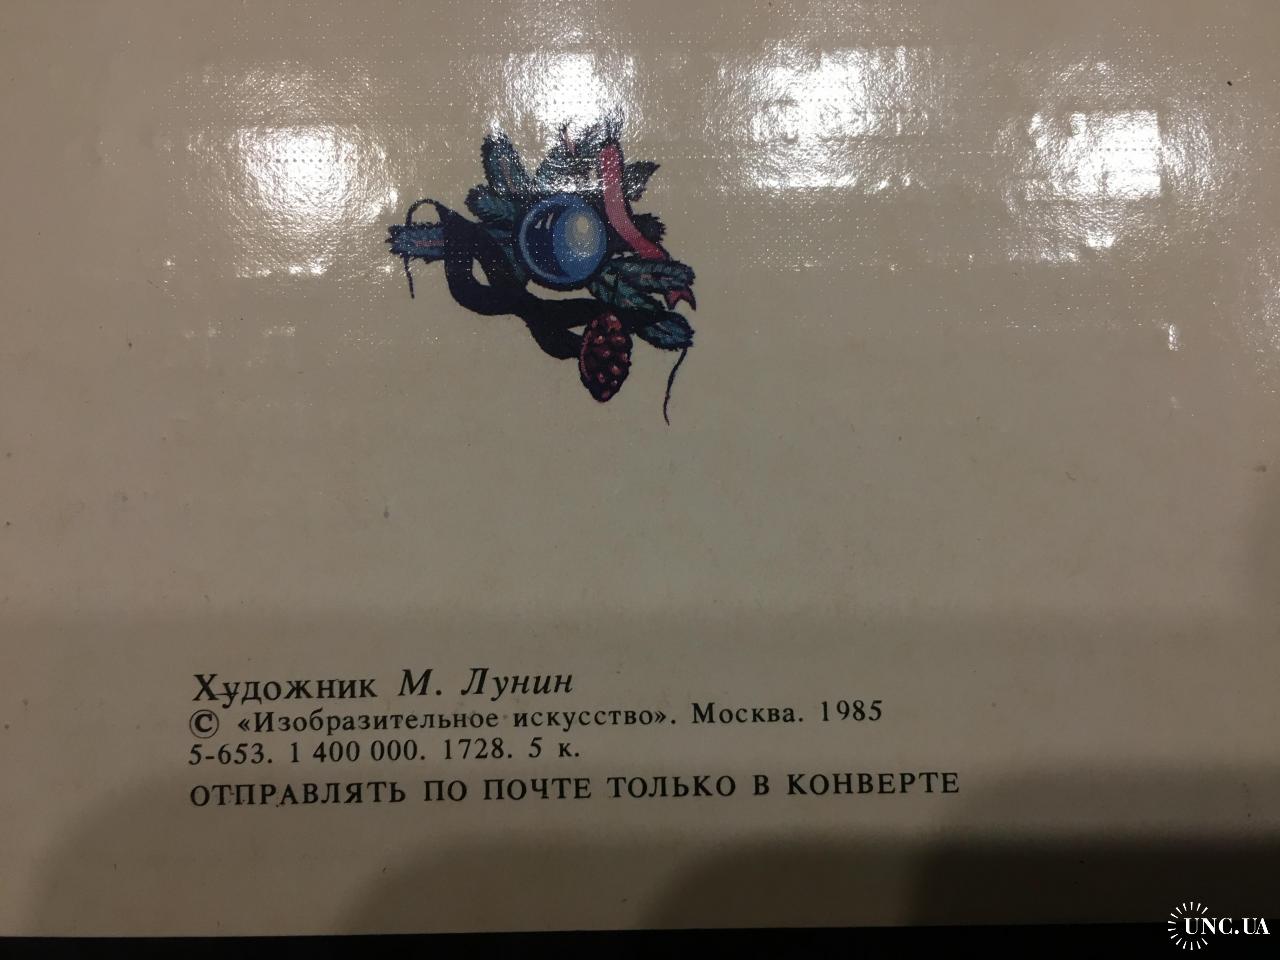 Художник М. Лунин
© «Изобразительное искусство». Москва. 1985
5-653. 1 400 000. 1728. 5 к.
ОТПРАВЛЯТЬ ПО ПОЧТЕ ТОЛЬКО В КОНВЕРТЕ
UNC.UA